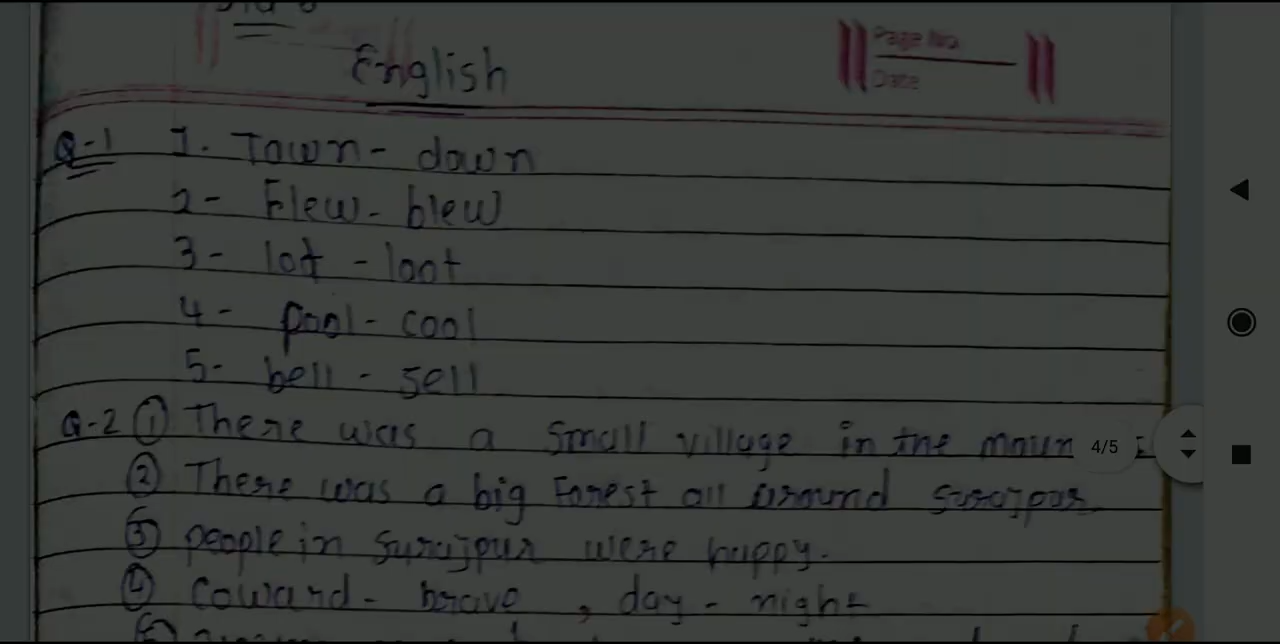 English
Page No.
Date
Q-1 1. Town - down
2- Flew - blew
3- lot - loot
4- pool - cool
5- bell - sell
Q-2 ① There was a small village in the
4/5
② There was a big Forest all around Surajpur
③ people in Surajpur were happy.
④ Coward - brave , day - night